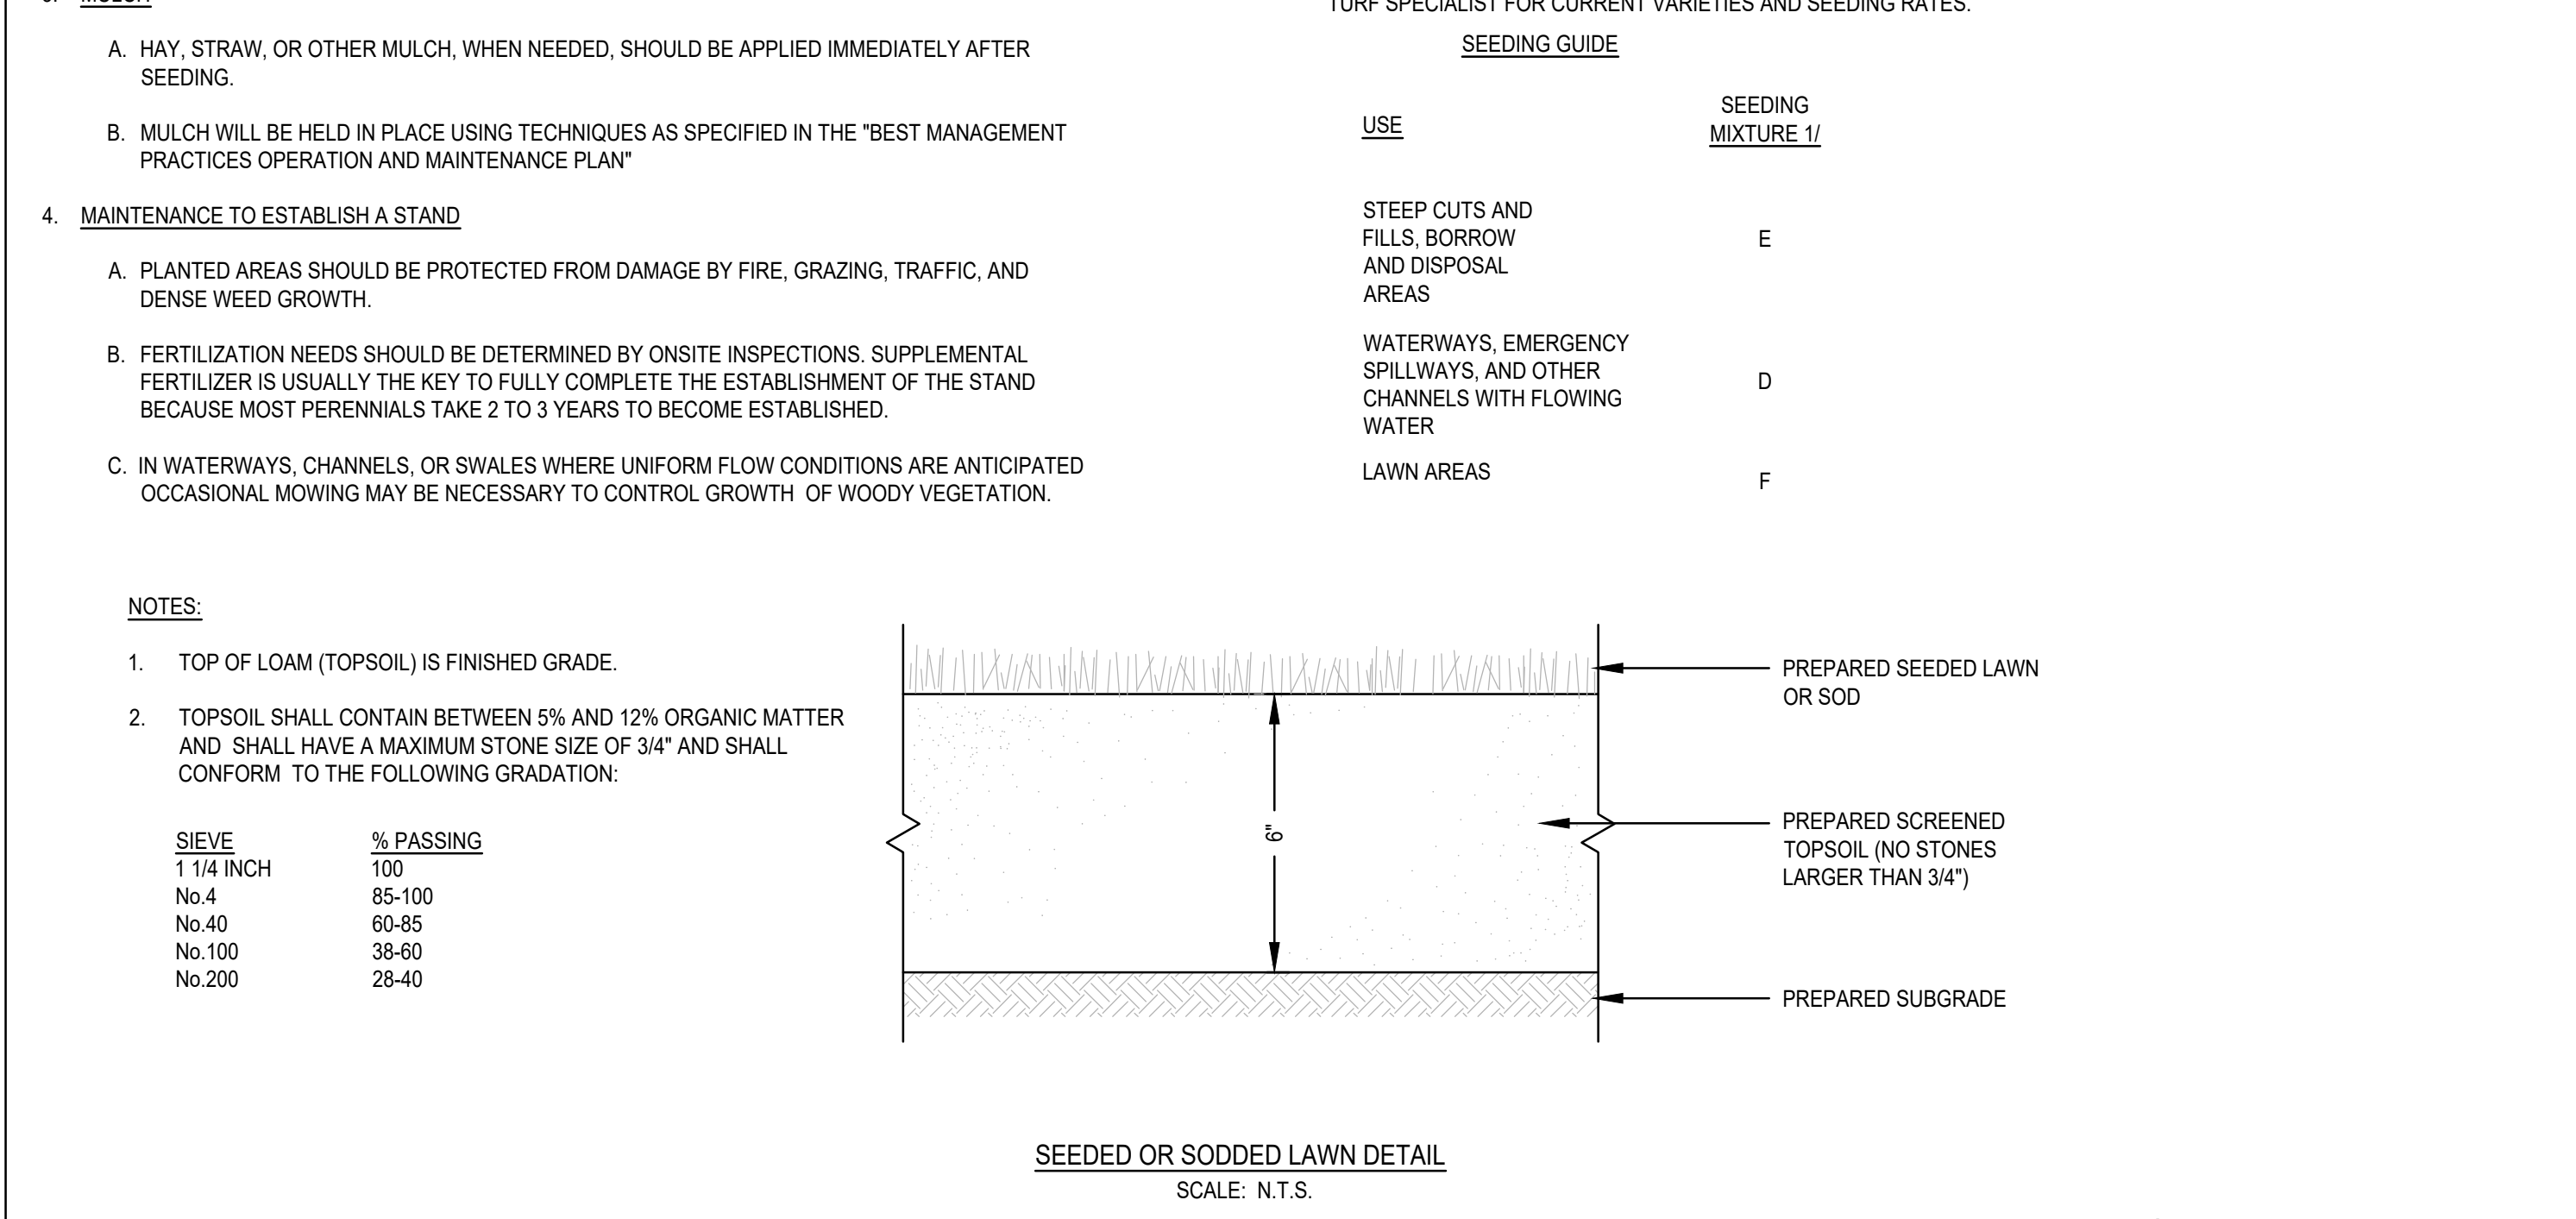 3. MULCH
A. HAY, STRAW, OR OTHER MULCH, WHEN NEEDED, SHOULD BE APPLIED IMMEDIATELY AFTER
SEEDING.
B. MULCH WILL BE HELD IN PLACE USING TECHNIQUES AS SPECIFIED IN THE "BEST MANAGEMENT
PRACTICES OPERATION AND MAINTENANCE PLAN"
4. MAINTENANCE TO ESTABLISH A STAND
A. PLANTED AREAS SHOULD BE PROTECTED FROM DAMAGE BY FIRE, GRAZING, TRAFFIC, AND
DENSE WEED GROWTH.
B. FERTILIZATION NEEDS SHOULD BE DETERMINED BY ONSITE INSPECTIONS. SUPPLEMENTAL
FERTILIZER IS USUALLY THE KEY TO FULLY COMPLETE THE ESTABLISHMENT OF THE STAND
BECAUSE MOST PERENNIALS TAKE 2 TO 3 YEARS TO BECOME ESTABLISHED.
C. IN WATERWAYS, CHANNELS, OR SWALES WHERE UNIFORM FLOW CONDITIONS ARE ANTICIPATED
OCCASIONAL MOWING MAY BE NECESSARY TO CONTROL GROWTH OF WOODY VEGETATION.
TURF SPECIALIST FOR CURRENT VARIETIES AND SEEDING RATES.
SEEDING GUIDE
USE
SEEDING
MIXTURE 1/
STEEP CUTS AND
FILLS, BORROW
AND DISPOSAL
AREAS
E
WATERWAYS, EMERGENCY
SPILLWAYS, AND OTHER
CHANNELS WITH FLOWING
WATER
D
LAWN AREAS
F
NOTES:
1. TOP OF LOAM (TOPSOIL) IS FINISHED GRADE.
2. TOPSOIL SHALL CONTAIN BETWEEN 5% AND 12% ORGANIC MATTER
AND SHALL HAVE A MAXIMUM STONE SIZE OF 3/4" AND SHALL
CONFORM TO THE FOLLOWING GRADATION:
SIEVE % PASSING
1 1/4 INCH 100
No.4 85-100
No.40 60-85
No.100 38-60
No.200 28-40
6"
PREPARED SEEDED LAWN
OR SOD
PREPARED SCREENED
TOPSOIL (NO STONES
LARGER THAN 3/4")
PREPARED SUBGRADE
SEEDED OR SODDED LAWN DETAIL
SCALE: N.T.S.